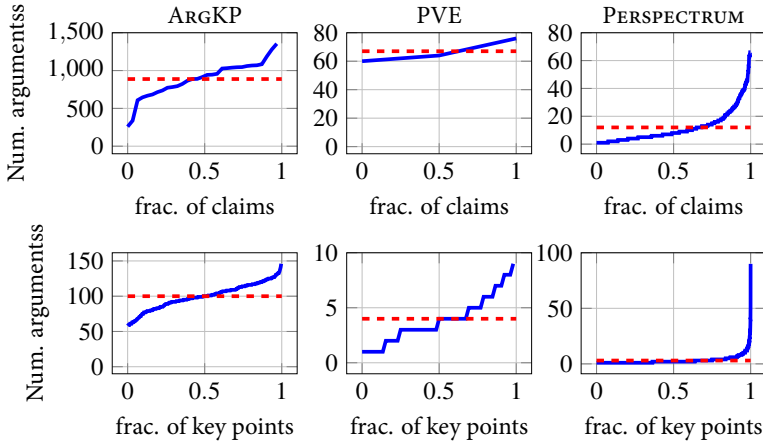 ARGKP
PVE
PERSPECTRUM
Num. argumentss
1,500
1,000
500
0
0 0.5 1
frac. of claims
80
60
40
20
0
0 0.5 1
frac. of claims
80
60
40
20
0
0 0.5 1
frac. of claims
Num. argumentss
150
100
50
0
0 0.5 1
frac. of key points
10
5
0
0 0.5 1
frac. of key points
100
50
0
0 0.5 1
frac. of key points